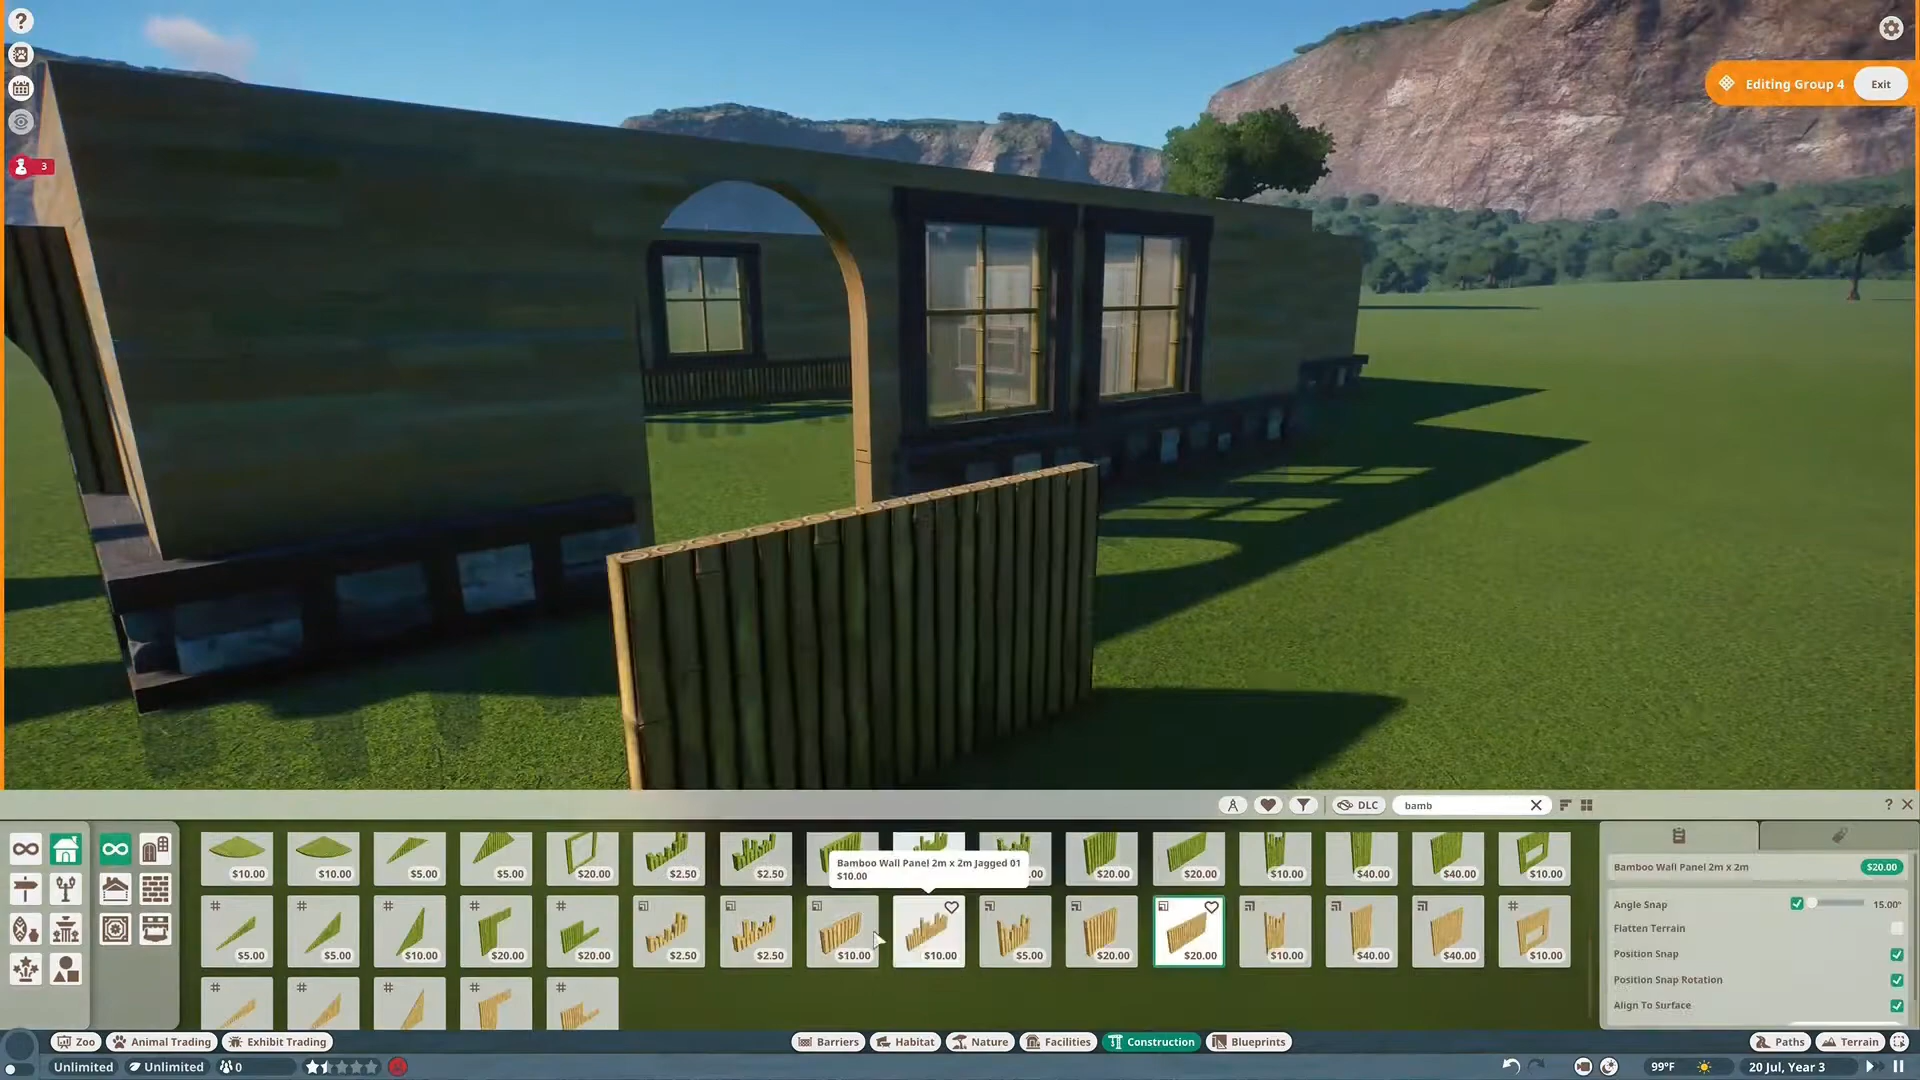 ?
Editing Group 4
Exit
3
DLC
bamb
?
$10.00
$10.00
$5.00
$5.00
$20.00
$2.50
$2.50
$20.00
$20.00
$10.00
$40.00
$40.00
$10.00
Bamboo Wall Panel 2m x 2m Jagged 01
$10.00
$5.00
$5.00
$10.00
$20.00
$20.00
$2.50
$2.50
$10.00
$10.00
$5.00
$20.00
$20.00
$10.00
$40.00
$40.00
$10.00
Bamboo Wall Panel 2m x 2m
$20.00
Angle Snap
15.00°
Flatten Terrain
Position Snap
Position Snap Rotation
Align To Surface
Zoo
Animal Trading
Exhibit Trading
Barriers
Habitat
Nature
Facilities
Construction
Blueprints
Paths
Terrain
Unlimited
Unlimited
0
99°F
20 Jul, Year 3